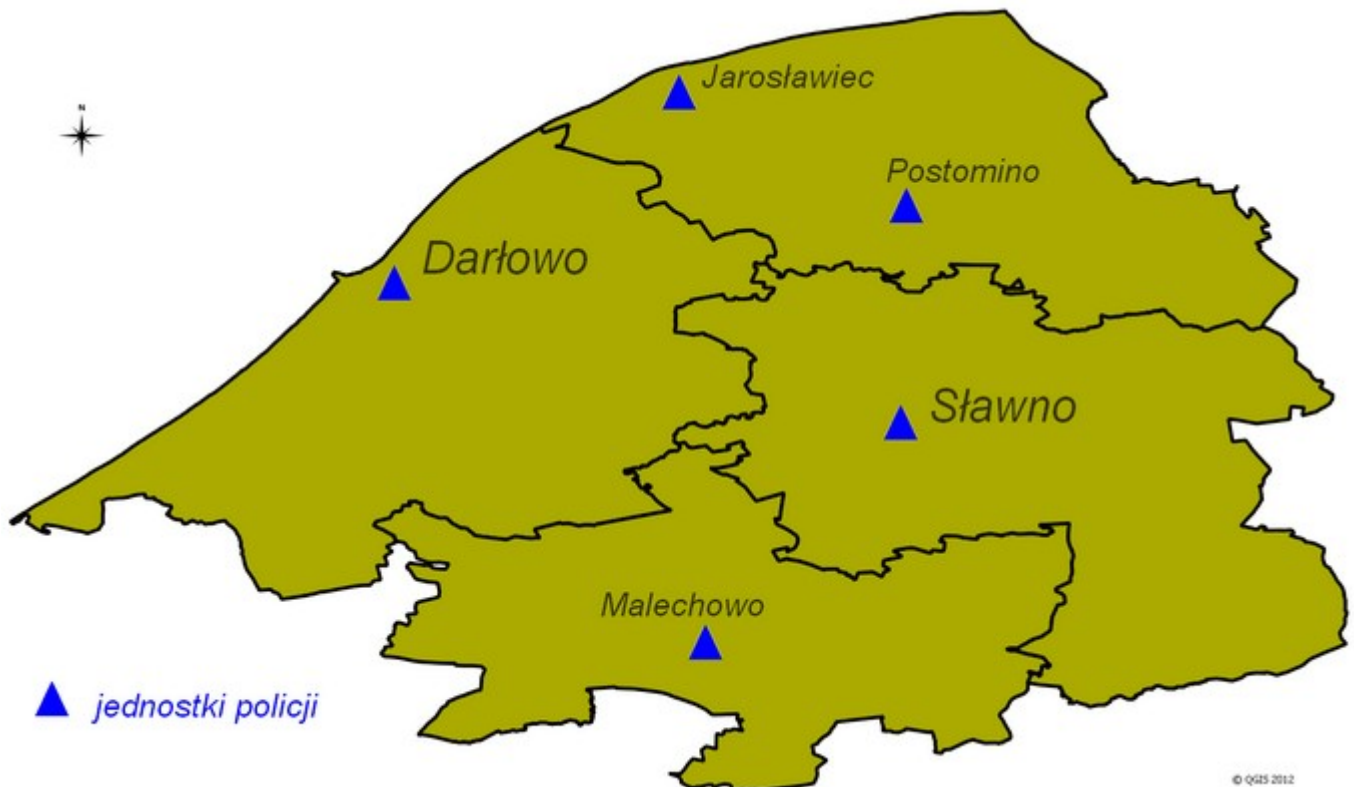 N
Jarosławiec
Postomino
Darłowo
Sławno
Malechowo
jednostki policji
© QGIS 2012